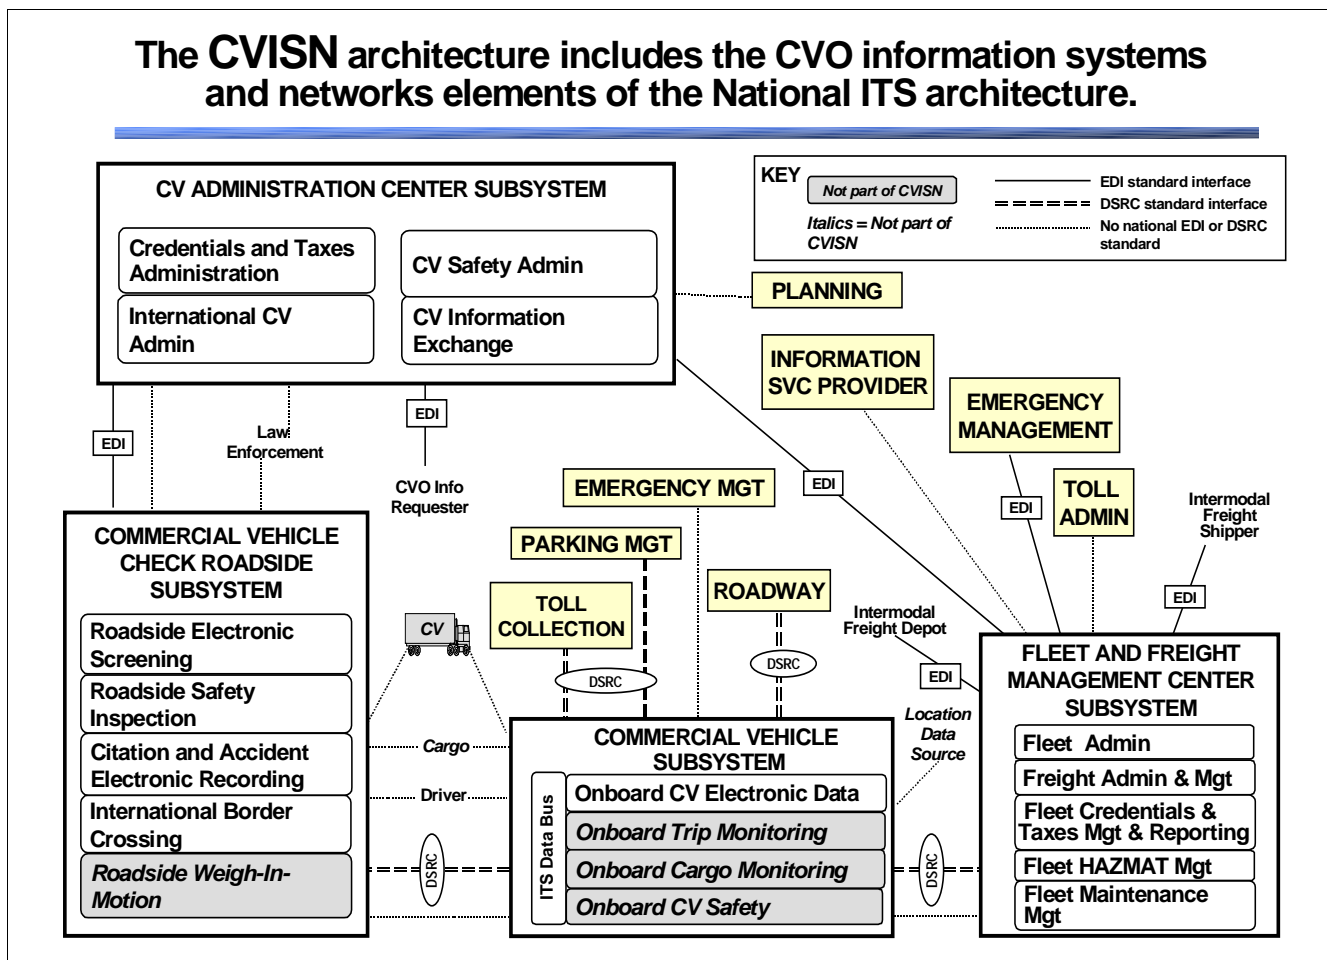 The CVISN architecture includes the CVO information systems
and networks elements of the National ITS architecture.
CV ADMINISTRATION CENTER SUBSYSTEM
Credentials and Taxes
Administration
CV Safety Admin
International CV
Admin
CV Information
Exchange
KEY
Not part of CVISN
Italics = Not part of
CVISN
EDI standard interface
DSRC standard interface
No national EDI or DSRC
standard
PLANNING
INFORMATION
SVC PROVIDER
EMERGENCY
MANAGEMENT
TOLL
ADMIN
Intermodal
Freight
Shipper
EDI
Law
Enforcement
EDI
CVO Info
Requester
EDI
EDI
EDI
EMERGENCY MGT
PARKING MGT
TOLL
COLLECTION
ROADWAY
DSRC
DSRC
Intermodal
Freight Depot
EDI
Location
Data
Source
COMMERCIAL VEHICLE
CHECK ROADSIDE
SUBSYSTEM
Roadside Electronic
Screening
Roadside Safety
Inspection
Citation and Accident
Electronic Recording
International Border
Crossing
Roadside Weigh-In-
Motion
CV
Cargo
Driver
DSRC
COMMERCIAL VEHICLE
SUBSYSTEM
ITS Data Bus
Onboard CV Electronic Data
Onboard Trip Monitoring
Onboard Cargo Monitoring
Onboard CV Safety
DSRC
FLEET AND FREIGHT
MANAGEMENT CENTER
SUBSYSTEM
Fleet Admin
Freight Admin & Mgt
Fleet Credentials &
Taxes Mgt & Reporting
Fleet HAZMAT Mgt
Fleet Maintenance
Mgt